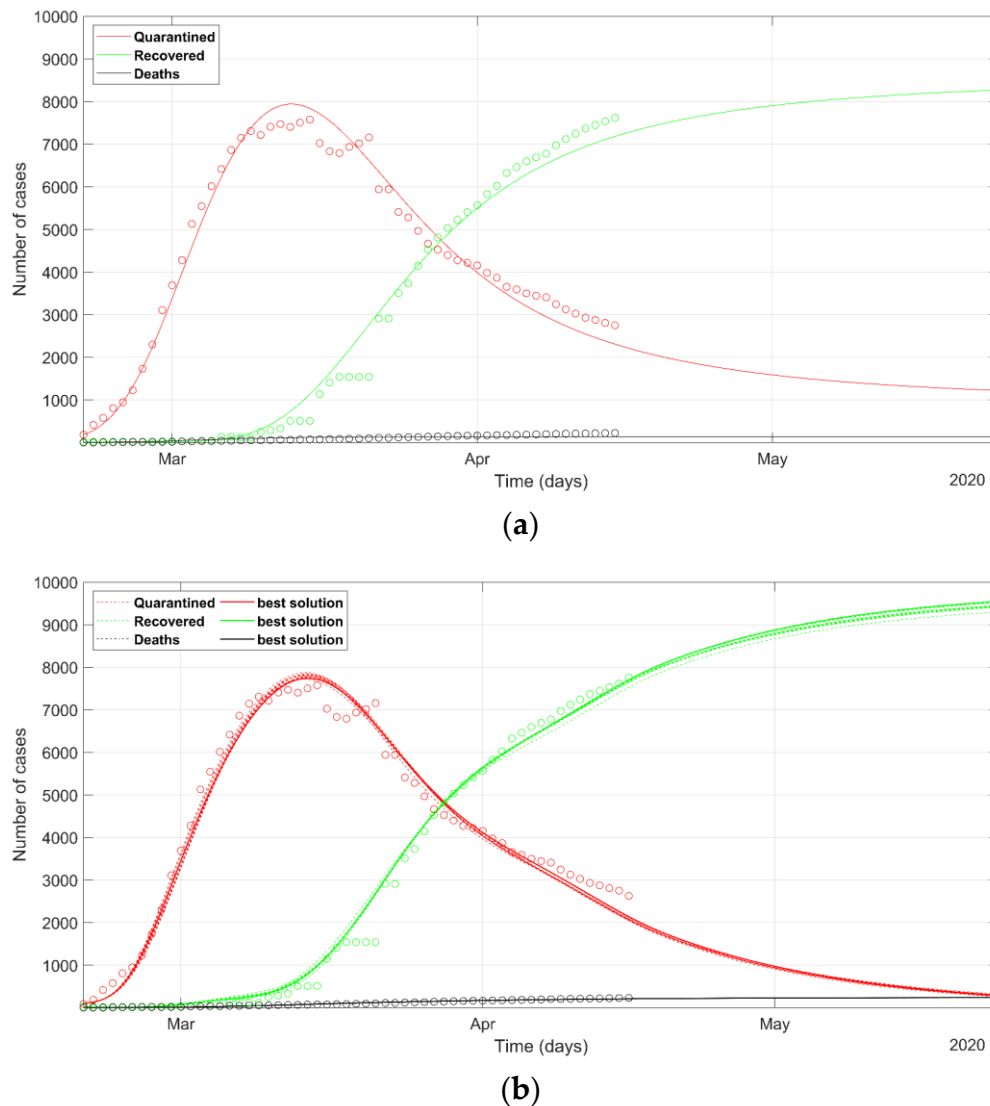 10000
9000
8000
7000
6000
5000
4000
3000
2000
1000
Number of cases
Quarantined
Recovered
Deaths
Mar Apr May
Time (days)
2020
(a)
10000
9000
8000
7000
6000
5000
4000
3000
2000
1000
Number of cases
Quarantined best solution
Recovered best solution
Deaths best solution
Mar Apr May
Time (days)
2020
(b)